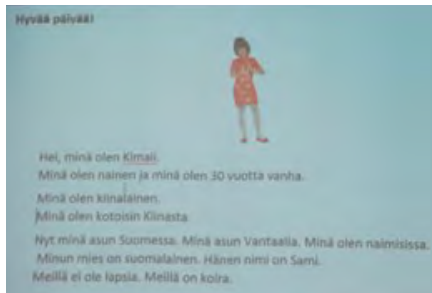 Hyvää päivää!
Hei, minä olen Kimali.
Minä olen nainen ja minä olen 30 vuotta vanha.
Minä olen kiinalainen.
Minä olen kotoisin Kiinasta
Nyt minä asun Suomessa. Minä asun Vantaalla. Minä olen naimisissa.
Minun mies on suomalainen. Hänen nimi on Sami.
Meillä ei ole lapsia. Meillä on koira.